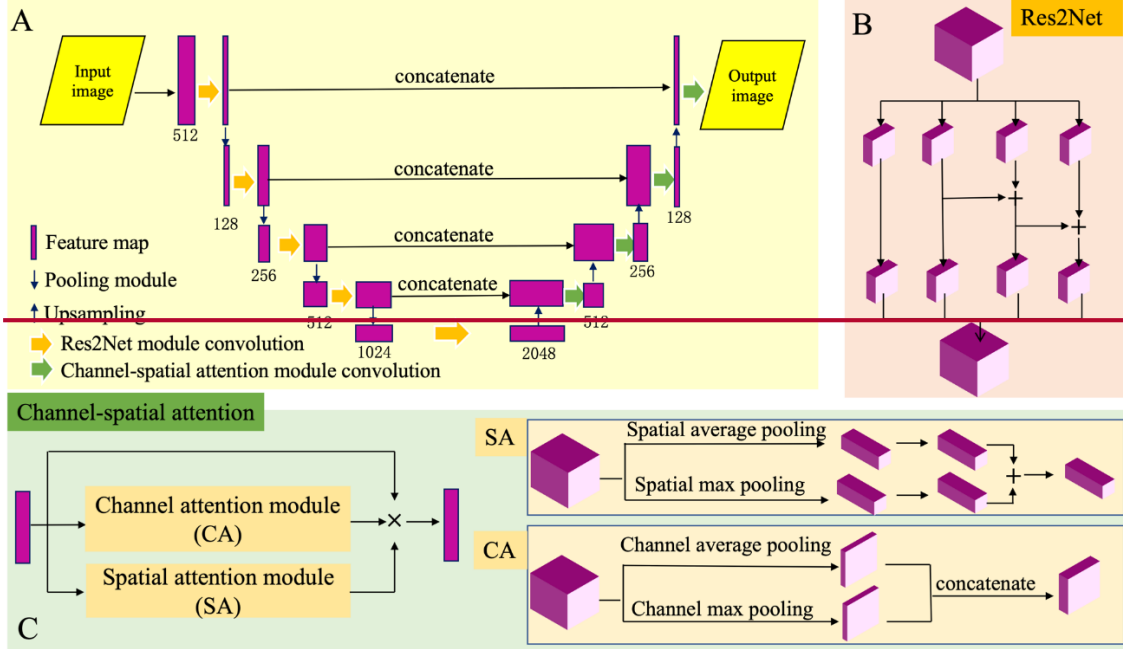 A
Input
image
512
concatenate
Output
image
128
concatenate
128
256
concatenate
256
512
concatenate
512
1024
2048
Feature map
Pooling module
Upsampling
Res2Net module convolution
Channel-spatial attention module convolution
B
Res2Net
+
+
Channel-spatial attention
Channel attention module
(CA)
Spatial attention module
(SA)
×
C
SA
Spatial average pooling
Spatial max pooling
+
CA
Channel average pooling
Channel max pooling
concatenate